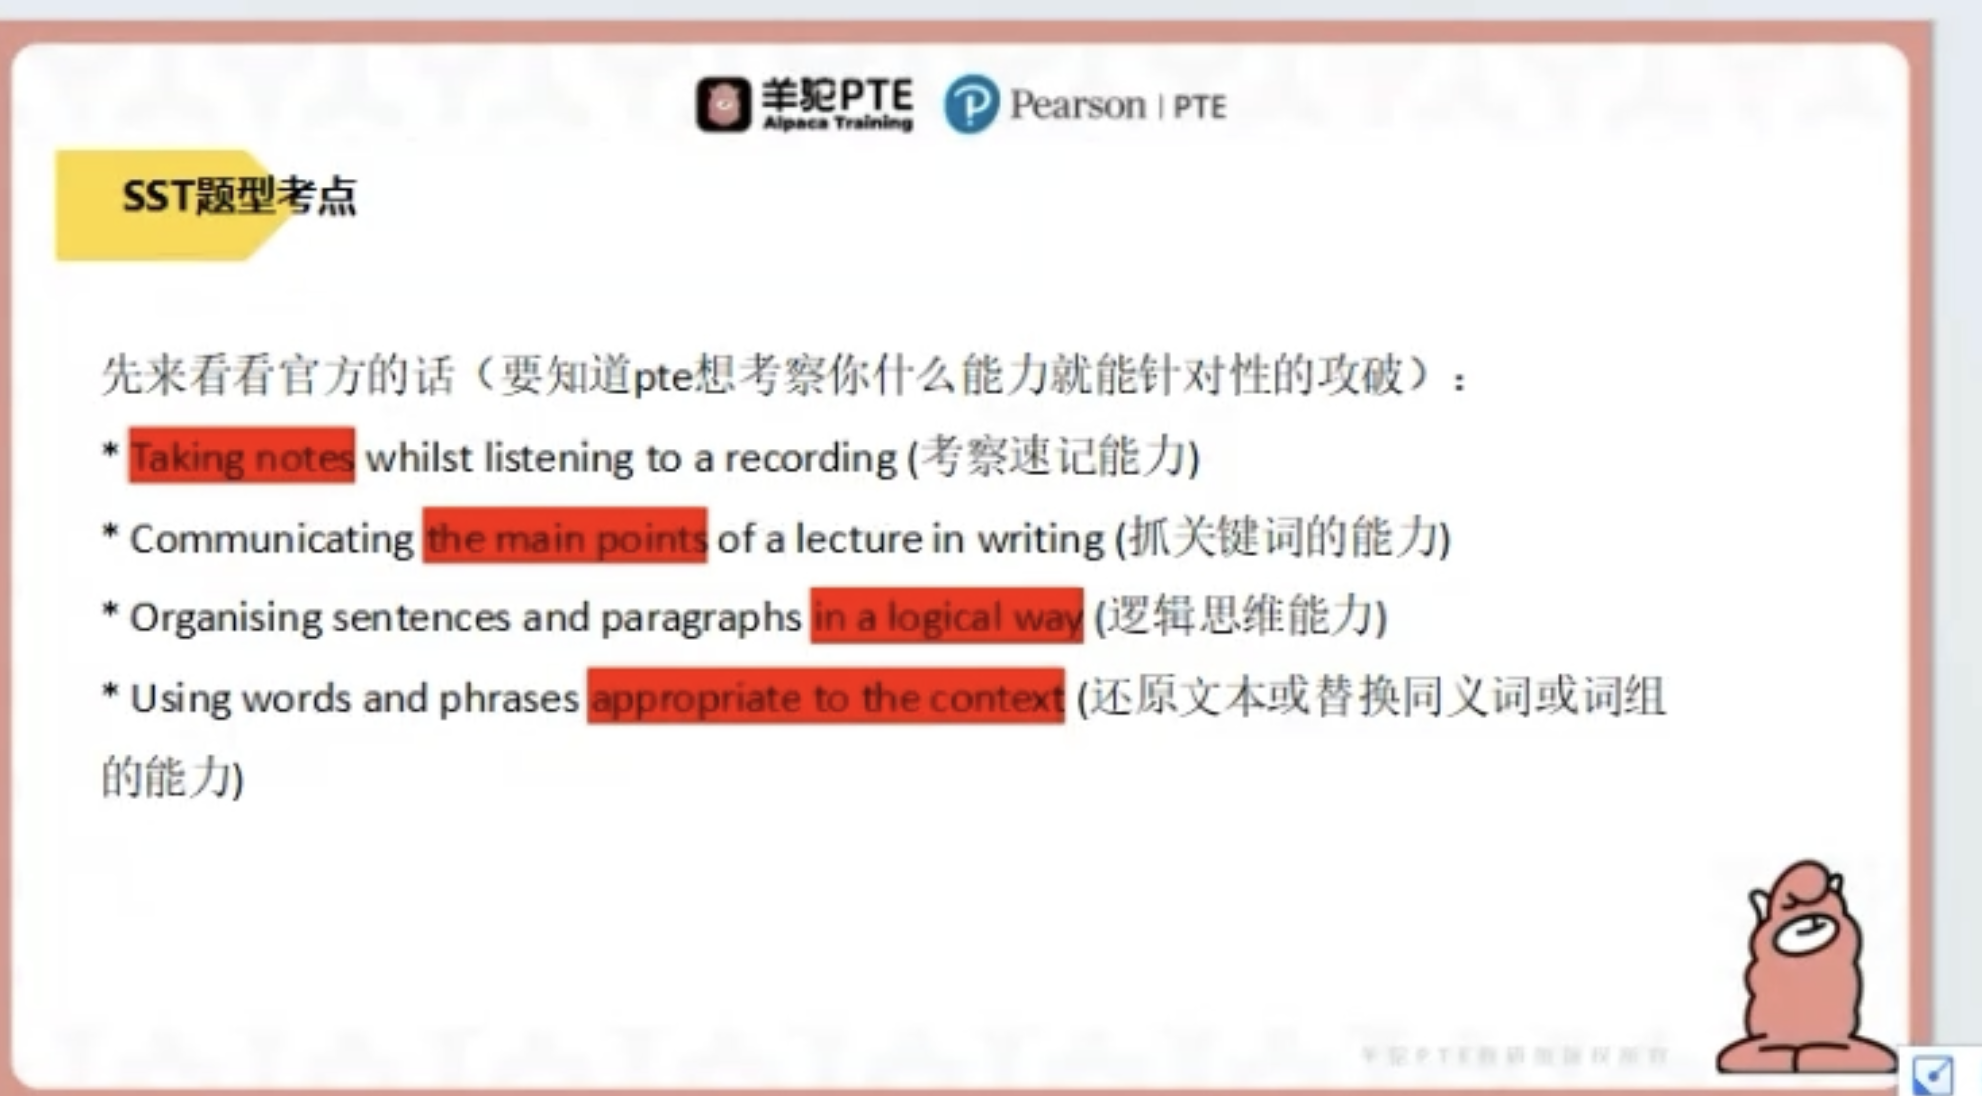 羊驼PTE
Alpaca Training
Pearson | PTE
SST题型考点
先来看看官方的话（要知道pte想考察你什么能力就能针对性的攻破）：
* Taking notes whilst listening to a recording (考察速记能力)
* Communicating the main points of a lecture in writing (抓关键词的能力)
* Organising sentences and paragraphs in a logical way (逻辑思维能力)
* Using words and phrases appropriate to the context (还原文本或替换同义词或词组
的能力)